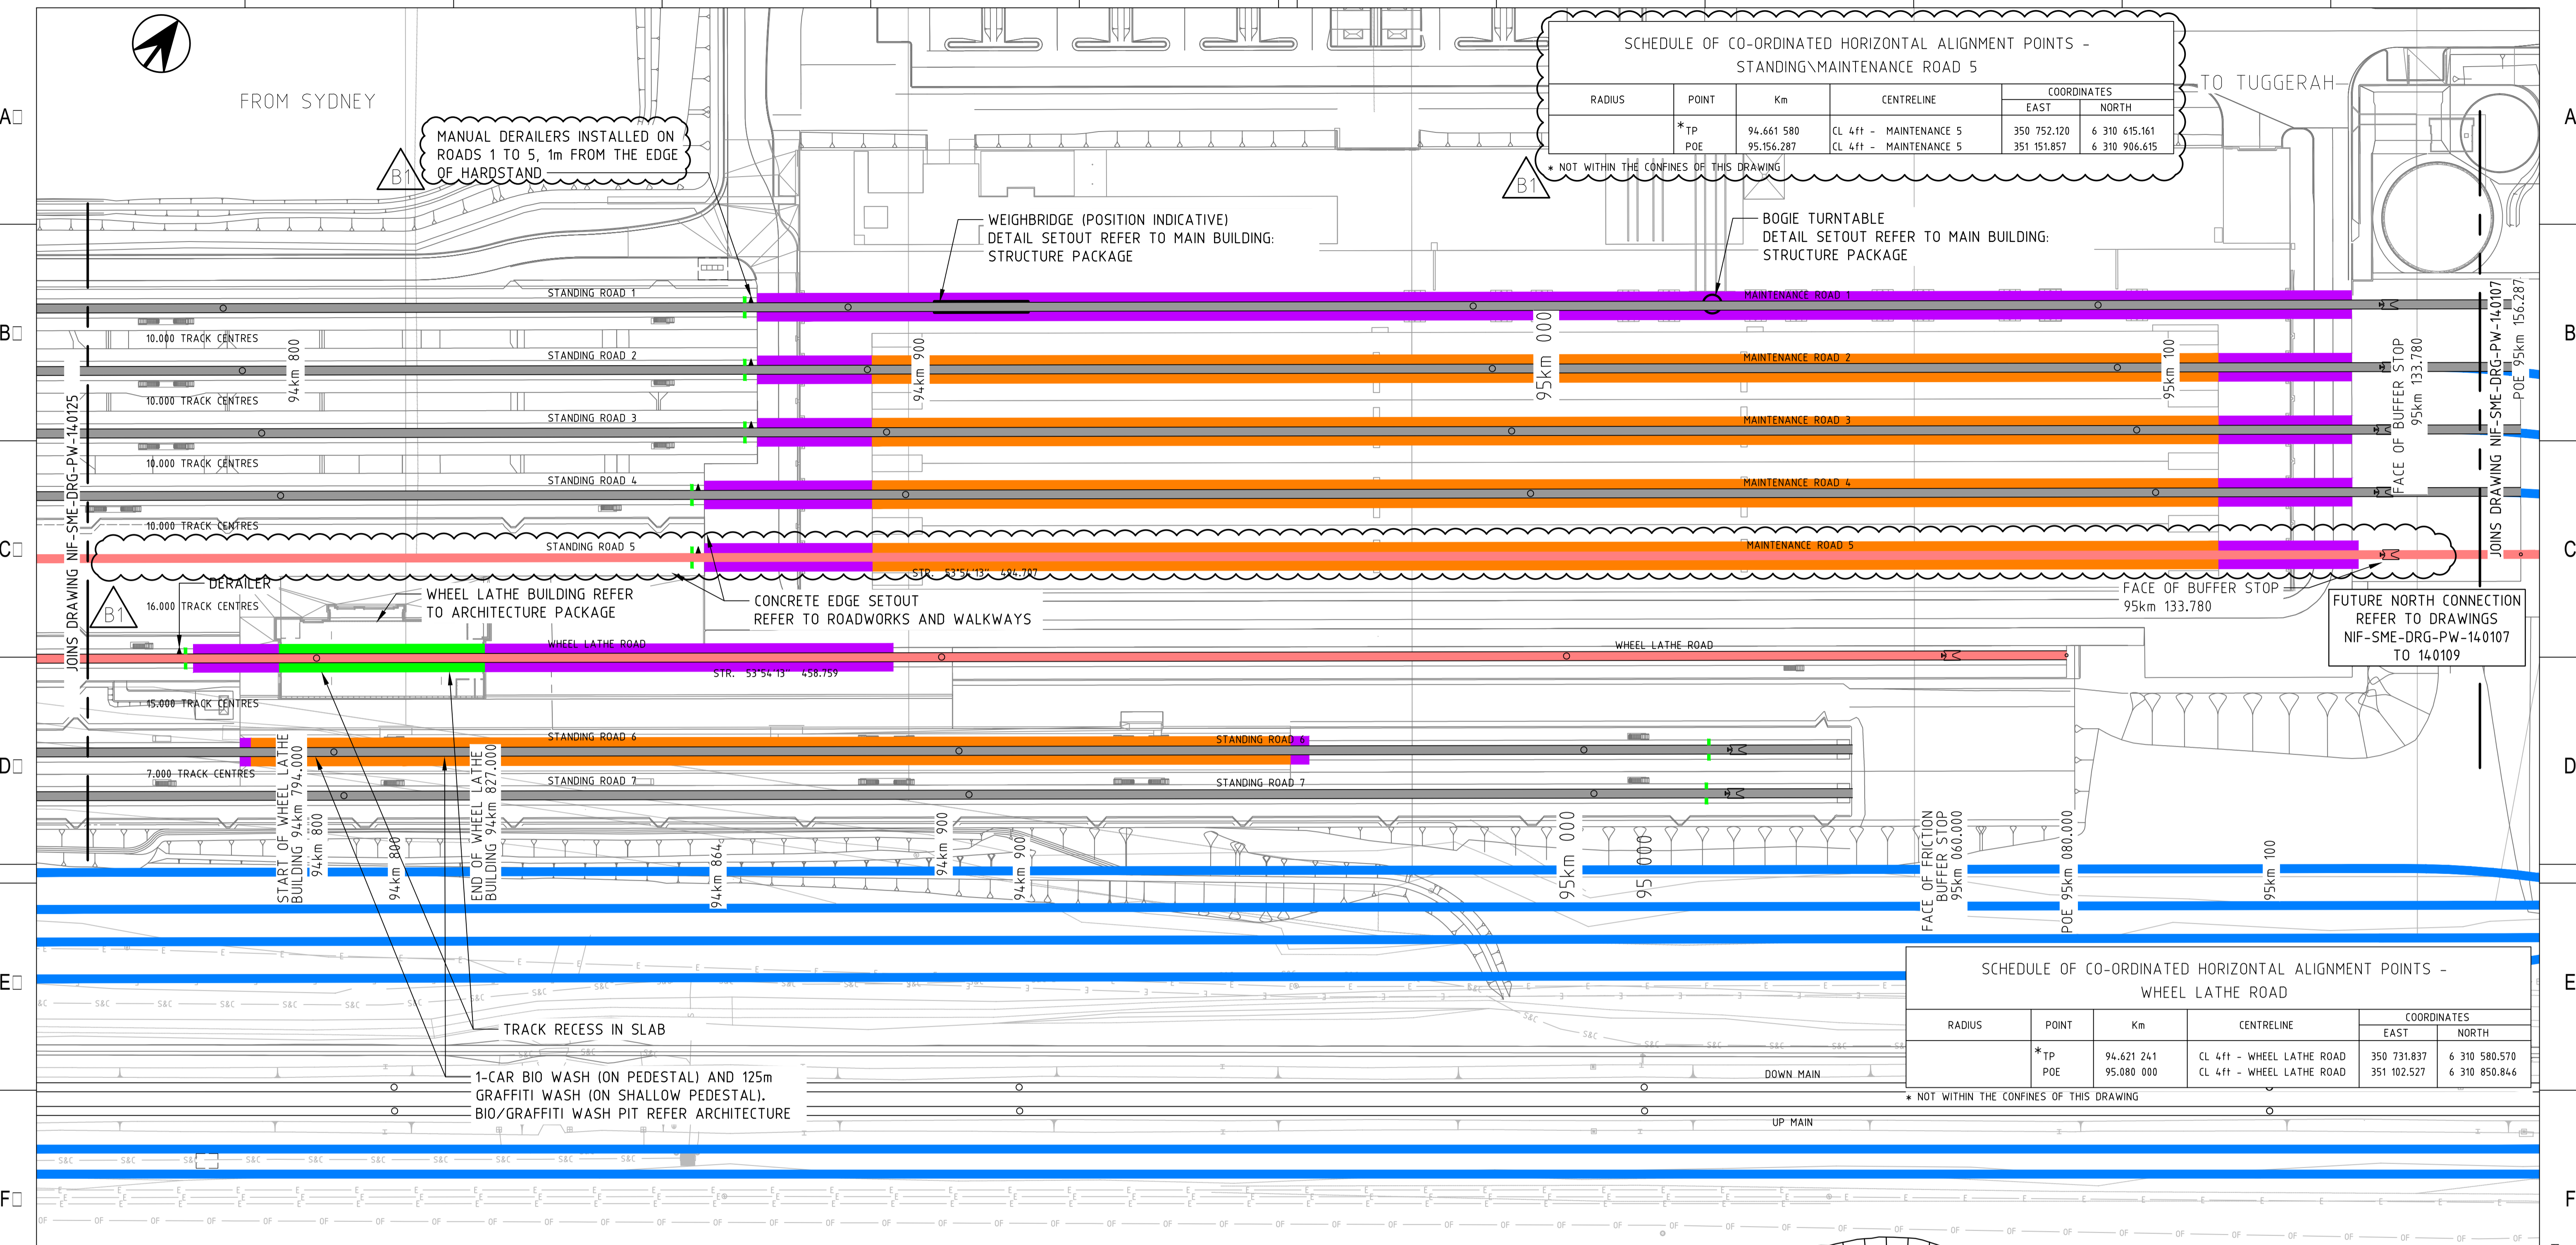 FROM SYDNEY
TO TUGGERAH
MANUAL DERAILERS INSTALLED ON
ROADS 1 TO 5, 1m FROM THE EDGE
OF HARDSTAND
B1
SCHEDULE OF CO-ORDINATED HORIZONTAL ALIGNMENT POINTS -
STANDING\MAINTENANCE ROAD 5
RADIUS POINT Km CENTRELINE COORDINATES
EAST NORTH
*TP 94.661 580 CL 4ft - MAINTENANCE 5 350 752.120 6 310 615.161
POE 95.156.287 CL 4ft - MAINTENANCE 5 351 151.857 6 310 906.615
* NOT WITHIN THE CONFINES OF THIS DRAWING
B1
WEIGHBRIDGE (POSITION INDICATIVE)
DETAIL SETOUT REFER TO MAIN BUILDING:
STRUCTURE PACKAGE
BOGIE TURNTABLE
DETAIL SETOUT REFER TO MAIN BUILDING:
STRUCTURE PACKAGE
A
A
B
B
C
C
D
D
E
E
F
F
STANDING ROAD 1
MAINTENANCE ROAD 1
10.000 TRACK CENTRES
STANDING ROAD 2
MAINTENANCE ROAD 2
10.000 TRACK CENTRES
STANDING ROAD 3
MAINTENANCE ROAD 3
10.000 TRACK CENTRES
STANDING ROAD 4
MAINTENANCE ROAD 4
10.000 TRACK CENTRES
STANDING ROAD 5
MAINTENANCE ROAD 5
STR. 53°54'13" 494.707
94km 800
94km 900
95km 000
95km 100
JOINS DRAWING NIF-SME-DRG-PW-140125
JOINS DRAWING NIF-SME-DRG-PW-140107
POE 95km 156.287
FACE OF BUFFER STOP
95km 133.780
DERAILER
16.000 TRACK CENTRES
B1
WHEEL LATHE BUILDING REFER
TO ARCHITECTURE PACKAGE
CONCRETE EDGE SETOUT
REFER TO ROADWORKS AND WALKWAYS
FACE OF BUFFER STOP
95km 133.780
FUTURE NORTH CONNECTION
REFER TO DRAWINGS
NIF-SME-DRG-PW-140107
TO 140109
WHEEL LATHE ROAD
WHEEL LATHE ROAD
STR. 53°54'13" 458.759
15.000 TRACK CENTRES
STANDING ROAD 6
STANDING ROAD 6
7.000 TRACK CENTRES
STANDING ROAD 7
STANDING ROAD 7
START OF WHEEL LATHE
BUILDING 94km 794.000
94km 800
94km 800
END OF WHEEL LATHE
BUILDING 94km 827.000
94km 864
94km 900
94km 900
95km 000
95 000
FACE OF FRICTION
BUFFER STOP
95km 060.000
POE 95km 080.000
95km 100
TRACK RECESS IN SLAB
1-CAR BIO WASH (ON PEDESTAL) AND 125m
GRAFFITI WASH (ON SHALLOW PEDESTAL).
BIO/GRAFFITI WASH PIT REFER ARCHITECTURE
SCHEDULE OF CO-ORDINATED HORIZONTAL ALIGNMENT POINTS -
WHEEL LATHE ROAD
RADIUS POINT Km CENTRELINE COORDINATES
EAST NORTH
*TP 94.621 241 CL 4ft - WHEEL LATHE ROAD 350 731.837 6 310 580.570
POE 95.080 000 CL 4ft - WHEEL LATHE ROAD 351 102.527 6 310 850.846
* NOT WITHIN THE CONFINES OF THIS DRAWING
DOWN MAIN
UP MAIN